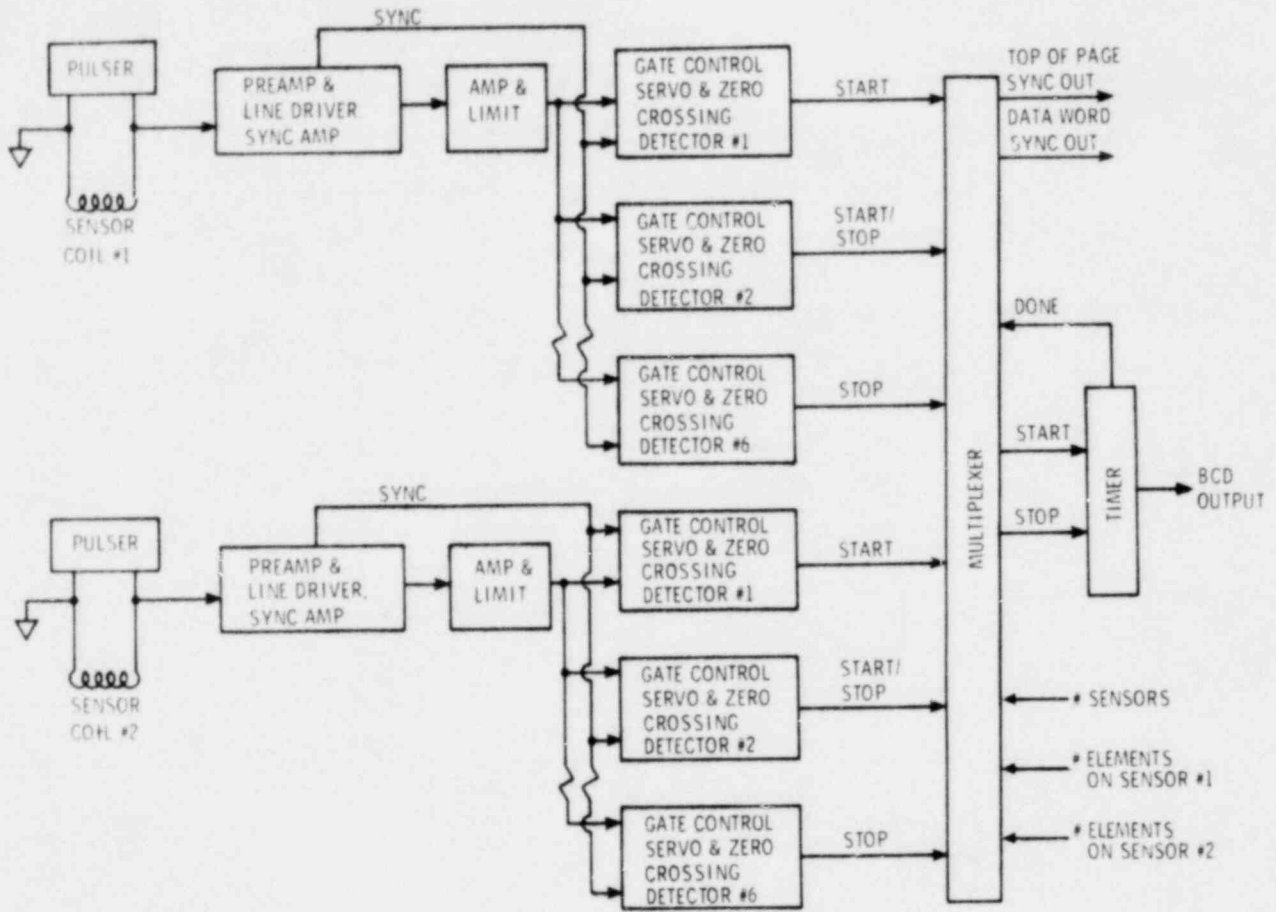 SYNC
PULSER
PREAMP &
LINE DRIVER,
SYNC AMP
AMP &
LIMIT
GATE CONTROL
SERVO & ZERO
CROSSING
DETECTOR #1
START
TOP OF PAGE
SYNC OUT
DATA WORD
SYNC OUT
SENSOR
COIL #1
GATE CONTROL
SERVO & ZERO
CROSSING
DETECTOR #2
START/
STOP
DONE
GATE CONTROL
SERVO & ZERO
CROSSING
DETECTOR #6
STOP
MULTIPLEXER
START
STOP
TIMER
BCD
OUTPUT
SYNC
PULSER
PREAMP &
LINE DRIVER,
SYNC AMP
AMP &
LIMIT
GATE CONTROL
SERVO & ZERO
CROSSING
DETECTOR #1
START
SENSOR
COIL #2
GATE CONTROL
SERVO & ZERO
CROSSING
DETECTOR #2
START/
STOP
# SENSORS
# ELEMENTS
ON SENSOR #1
GATE CONTROL
SERVO & ZERO
CROSSING
DETECTOR #6
STOP
# ELEMENTS
ON SENSOR #2